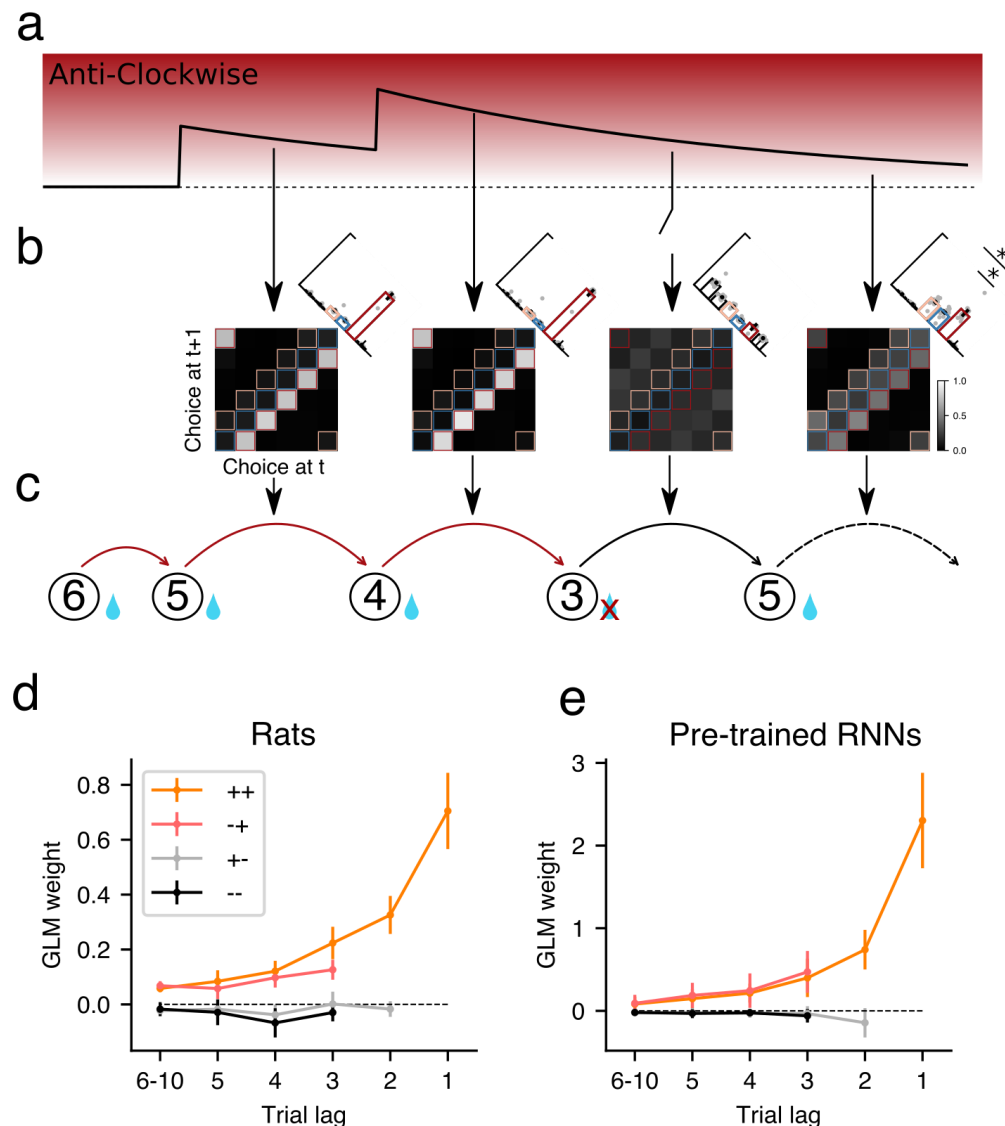 a
Anti-Clockwise
b
*
*
Choice at t+1
1.0
0.5
0.0
Choice at t
c
6
5
4
3
X
5
d
e
Rats
Pre-trained RNNs
0.8
0.6
0.4
0.2
0.0
GLM weight
++
-+
+-
--
6-10
5
4
3
2
1
Trial lag
3
2
1
0
GLM weight
6-10
5
4
3
2
1
Trial lag